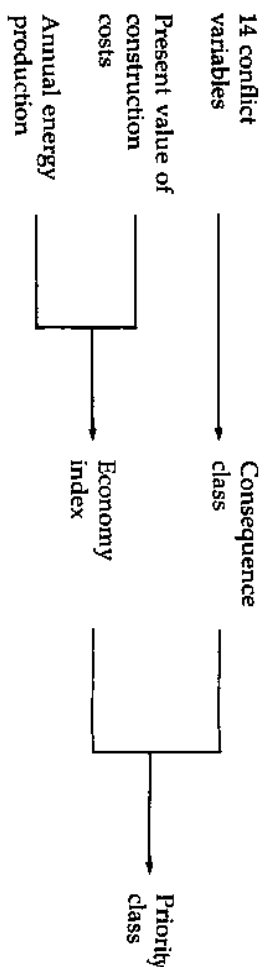 14 conflict
variables
Present value of
construction
costs
Annual energy
production
Consequence
class
Economy
index
Priority
class